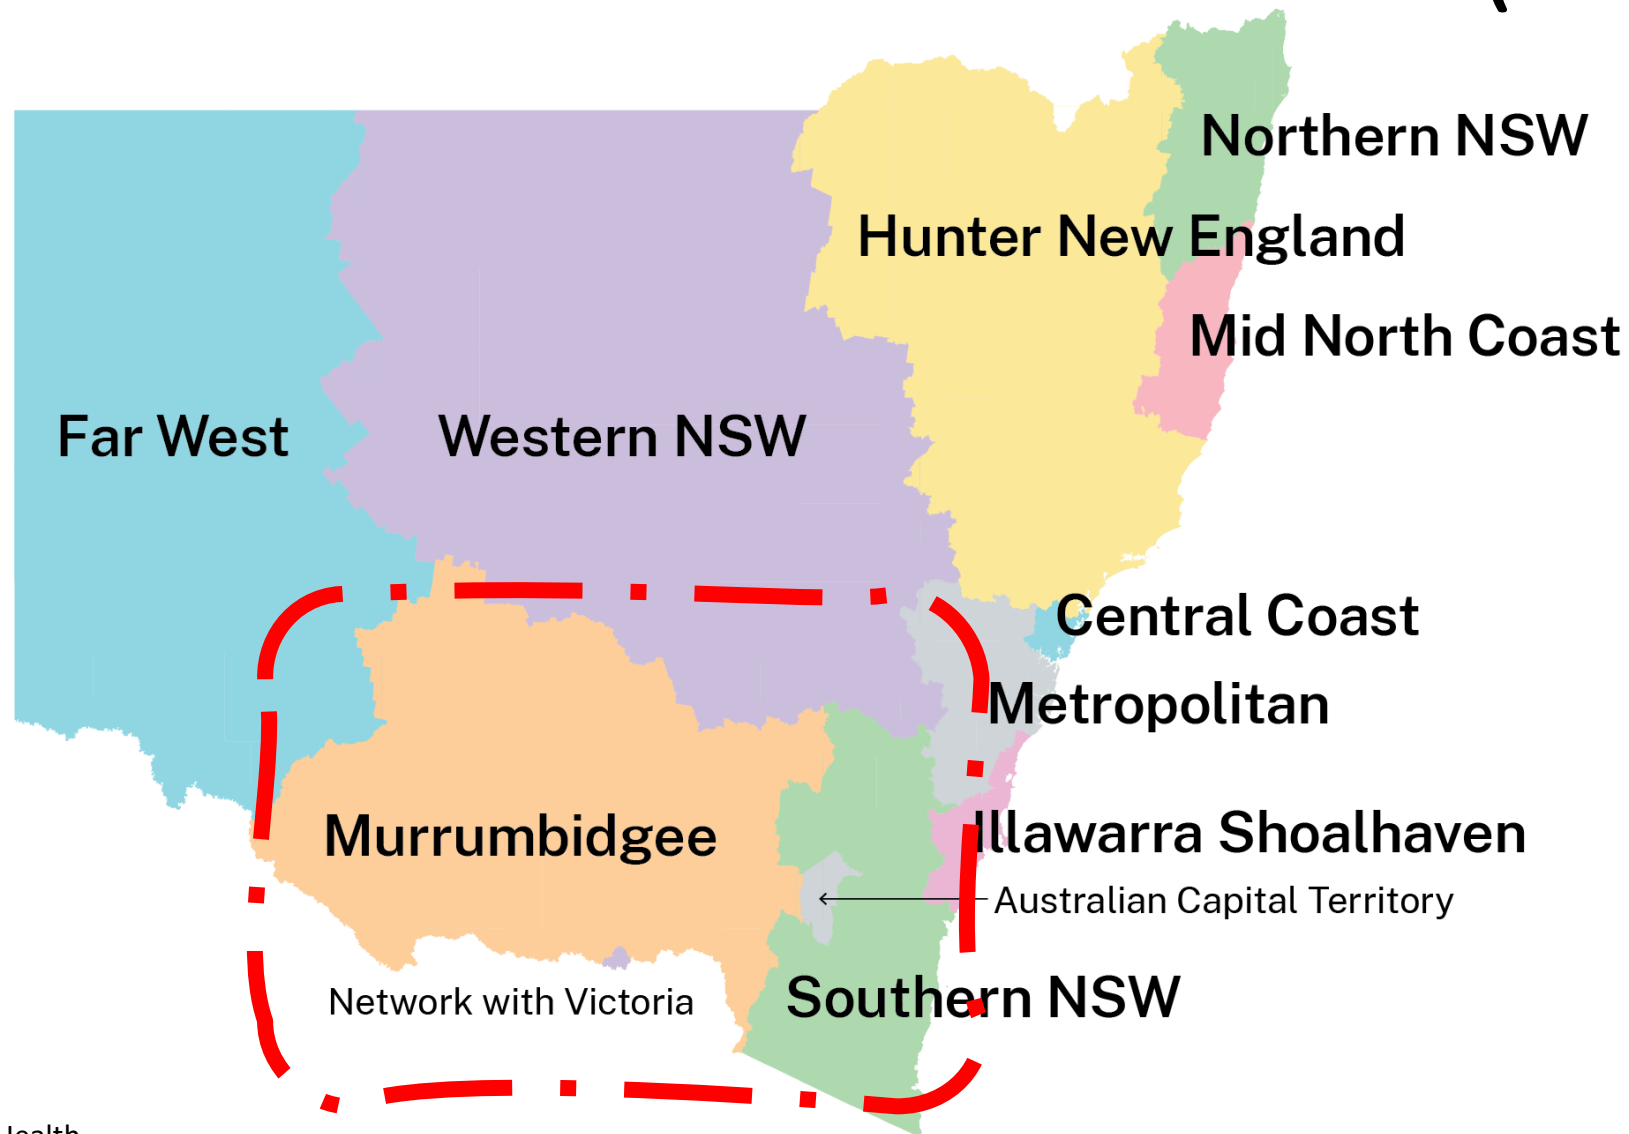 Northern NSW
Hunter New England
Mid North Coast
Far West
Western NSW
Central Coast
Metropolitan
Murrumbidgee
Illawarra Shoalhaven
Australian Capital Territory
Network with Victoria
Southern NSW